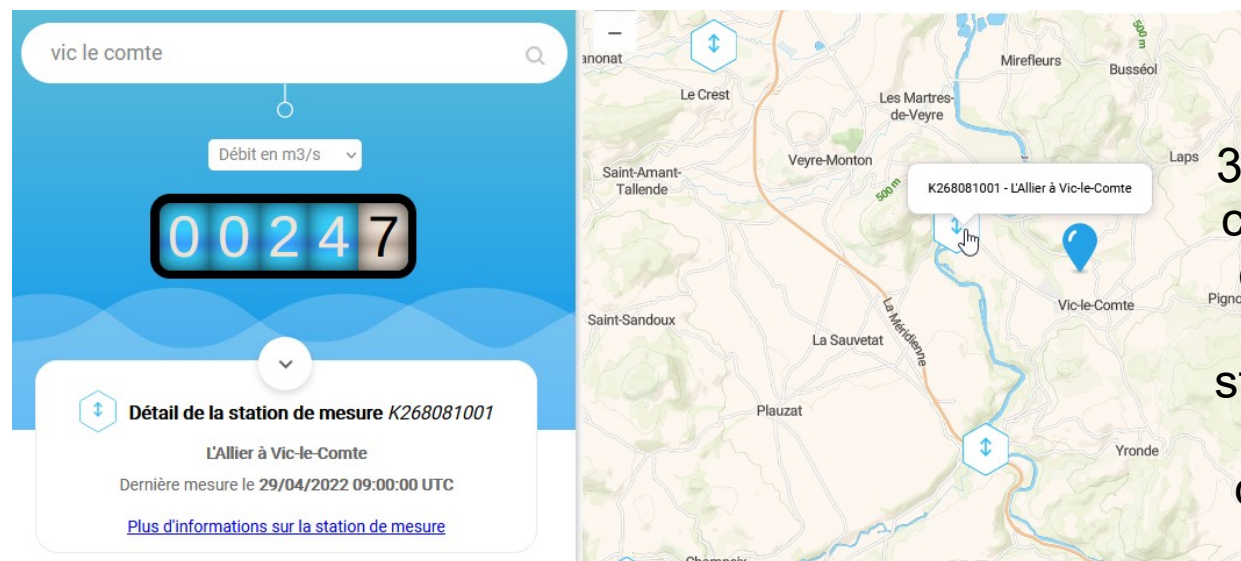 vic le comte
Débit en m3/s
00247
Détail de la station de mesure K268081001
L'Allier à Vic-le-Comte
Dernière mesure le 29/04/2022 09:00:00 UTC
Plus d'informations sur la station de mesure
500 m
Mirefleurs
Busséol
anonat
Le Crest
Les Martres-
de-Veyre
Veyre-Monton
Laps
Saint-Amant-
Tallende
500 m
K268081001 - L'Allier à Vic-le-Comte
Vic-le-Comte
Pigno
Saint-Sandoux
La Sauvetat
La Méridienne
Plauzat
Yronde
3